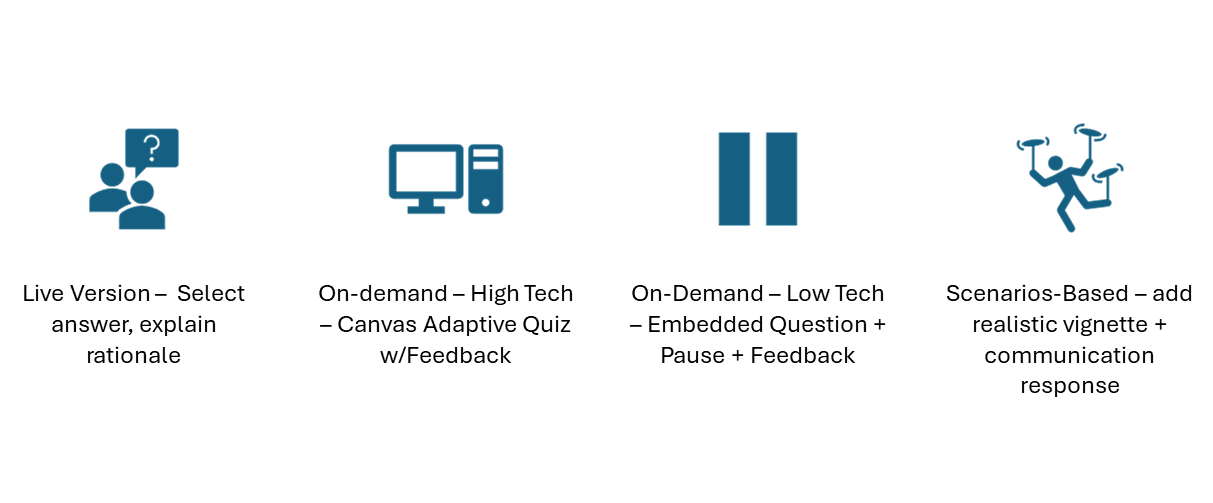 ?
Live Version – Select
answer, explain
rationale
On-demand – High Tech
– Canvas Adaptive Quiz
w/Feedback
On-Demand – Low Tech
– Embedded Question +
Pause + Feedback
Scenarios-Based – add
realistic vignette +
communication
response